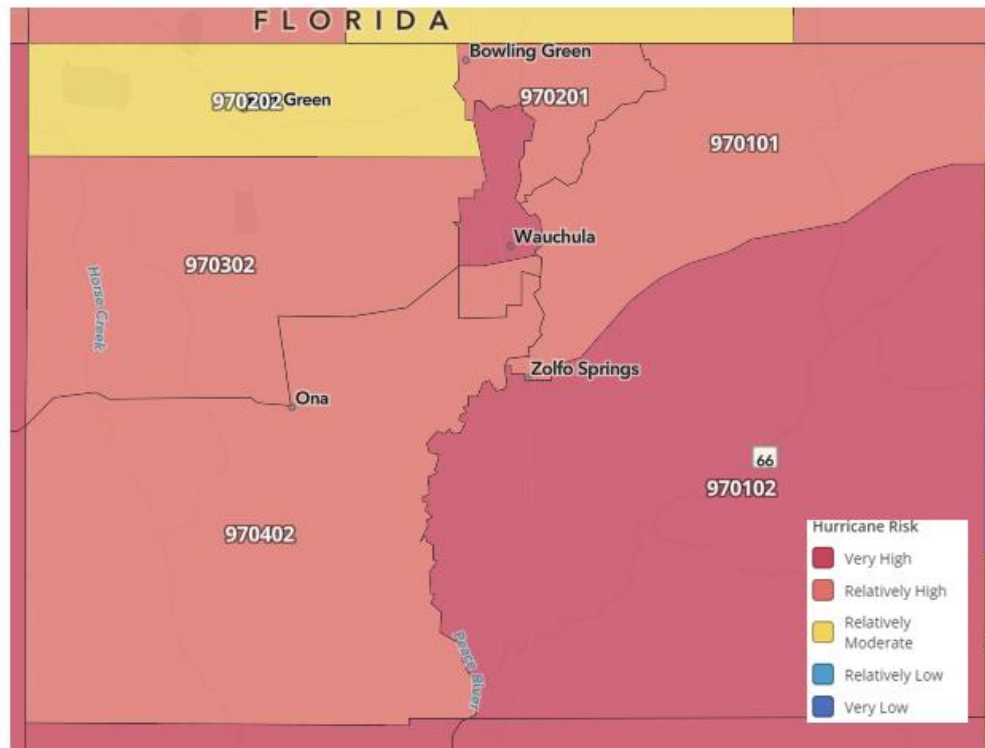 FLORIDA
Bowling Green
970202
Green
970201
970101
Wauchula
970302
Horse Creek
Zolfo Springs
Ona
66
970102
970402
Peace River
Hurricane Risk
Very High
Relatively High
Relatively
Moderate
Relatively Low
Very Low